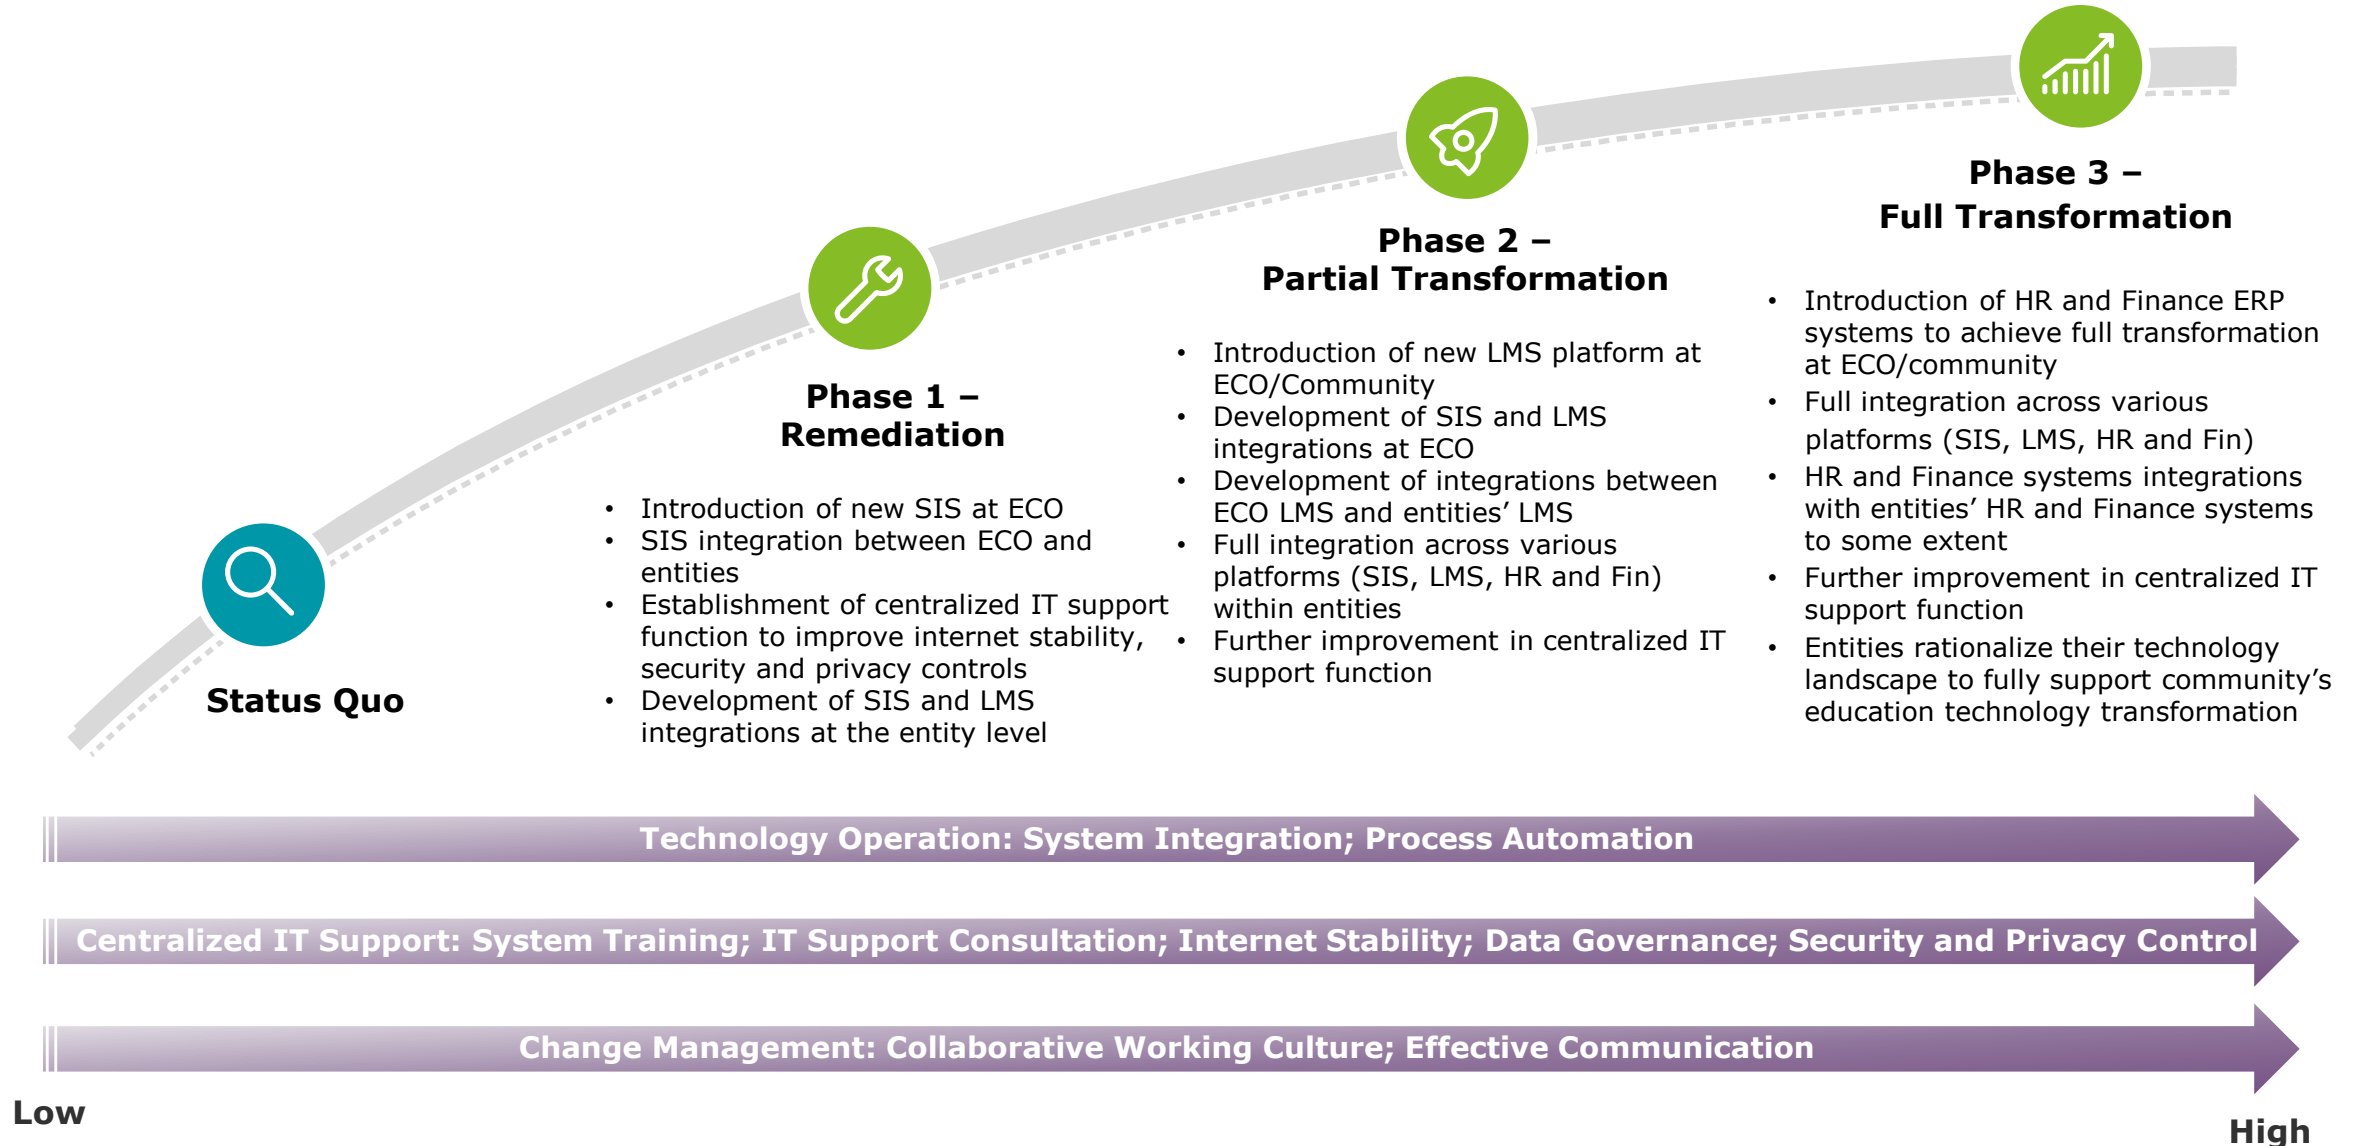 Status Quo
Phase 1 –
Remediation
• Introduction of new SIS at ECO
• SIS integration between ECO and
entities
• Establishment of centralized IT support
function to improve internet stability,
security and privacy controls
• Development of SIS and LMS
integrations at the entity level
Phase 2 –
Partial Transformation
• Introduction of new LMS platform at
ECO/Community
• Development of SIS and LMS
integrations at ECO
• Development of integrations between
ECO LMS and entities’ LMS
• Full integration across various
platforms (SIS, LMS, HR and Fin)
within entities
• Further improvement in centralized IT
support function
Phase 3 –
Full Transformation
• Introduction of HR and Finance ERP
systems to achieve full transformation
at ECO/community
• Full integration across various
platforms (SIS, LMS, HR and Fin)
• HR and Finance systems integrations
with entities’ HR and Finance systems
to some extent
• Further improvement in centralized IT
support function
• Entities rationalize their technology
landscape to fully support community’s
education technology transformation
Technology Operation: System Integration; Process Automation
Centralized IT Support: System Training; IT Support Consultation; Internet Stability; Data Governance; Security and Privacy Control
Change Management: Collaborative Working Culture; Effective Communication
Low
High